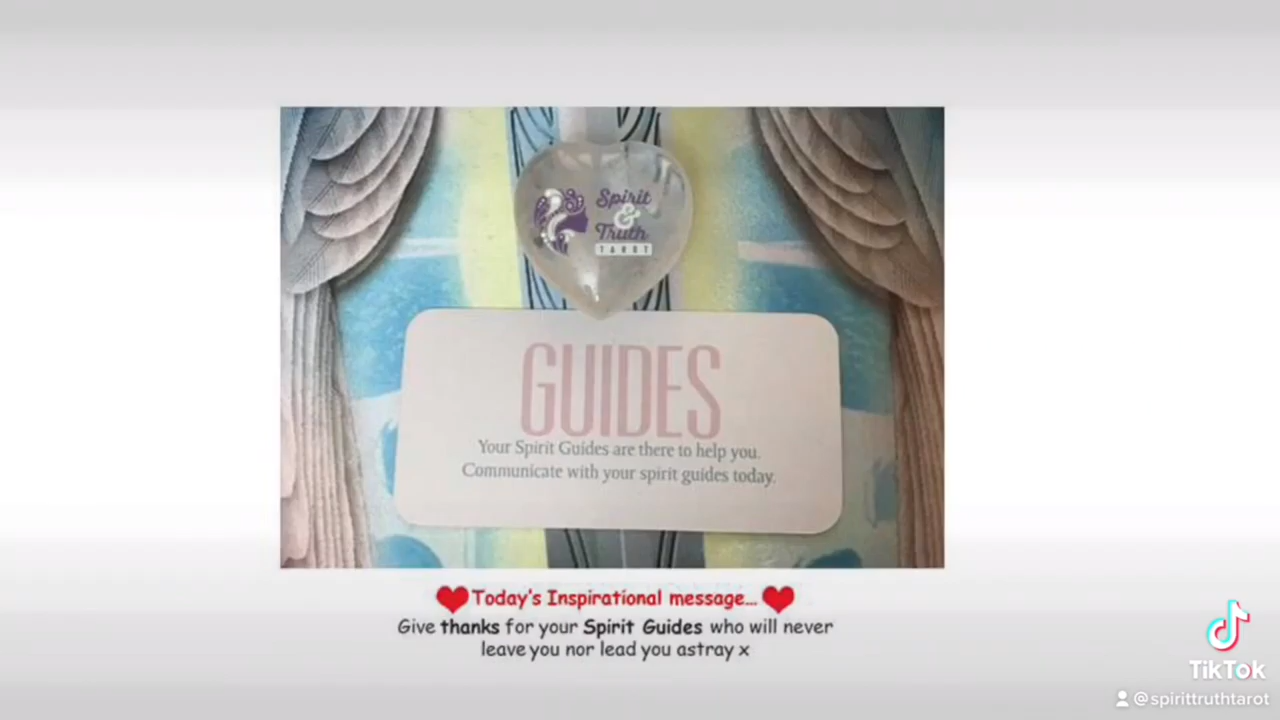 Spirit
&
Truth
TAROT
GUIDES
Your Spirit Guides are there to help you.
Communicate with your spirit guides today.
Today's Inspirational message...
Give thanks for your Spirit Guides who will never
leave you nor lead you astray x
TikTok
@spirittruthtarot